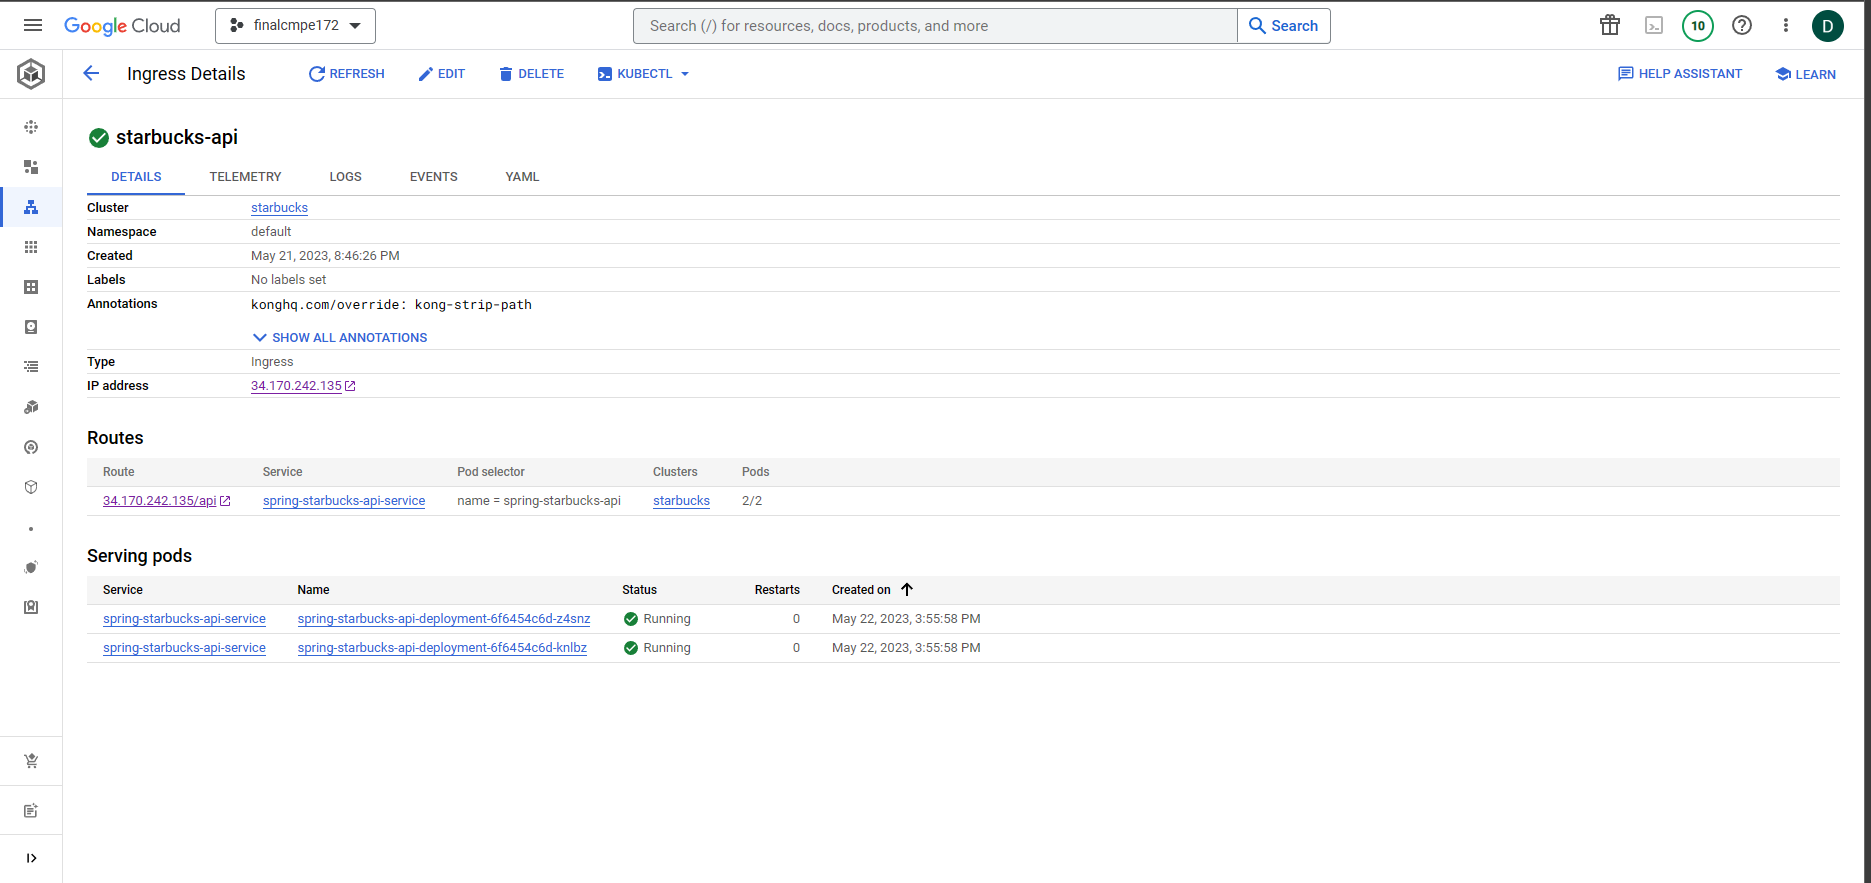 Google Cloud
finalcmpe172
Search (/) for resources, docs, products, and more
Search
10
D
Ingress Details
REFRESH
EDIT
DELETE
KUBECTL
HELP ASSISTANT
LEARN
starbucks-api
DETAILS TELEMETRY LOGS EVENTS YAML
Cluster starbucks
Namespace default
Created May 21, 2023, 8:46:26 PM
Labels No labels set
Annotations konghq.com/override: kong-strip-path
SHOW ALL ANNOTATIONS
Type Ingress
IP address 34.170.242.135
Routes
Route Service Pod selector Clusters Pods
34.170.242.135/api spring-starbucks-api-service name = spring-starbucks-api starbucks 2/2
Serving pods
Service Name Status Restarts Created on
spring-starbucks-api-service spring-starbucks-api-deployment-6f6454c6d-z4snz Running 0 May 22, 2023, 3:55:58 PM
spring-starbucks-api-service spring-starbucks-api-deployment-6f6454c6d-knlbz Running 0 May 22, 2023, 3:55:58 PM